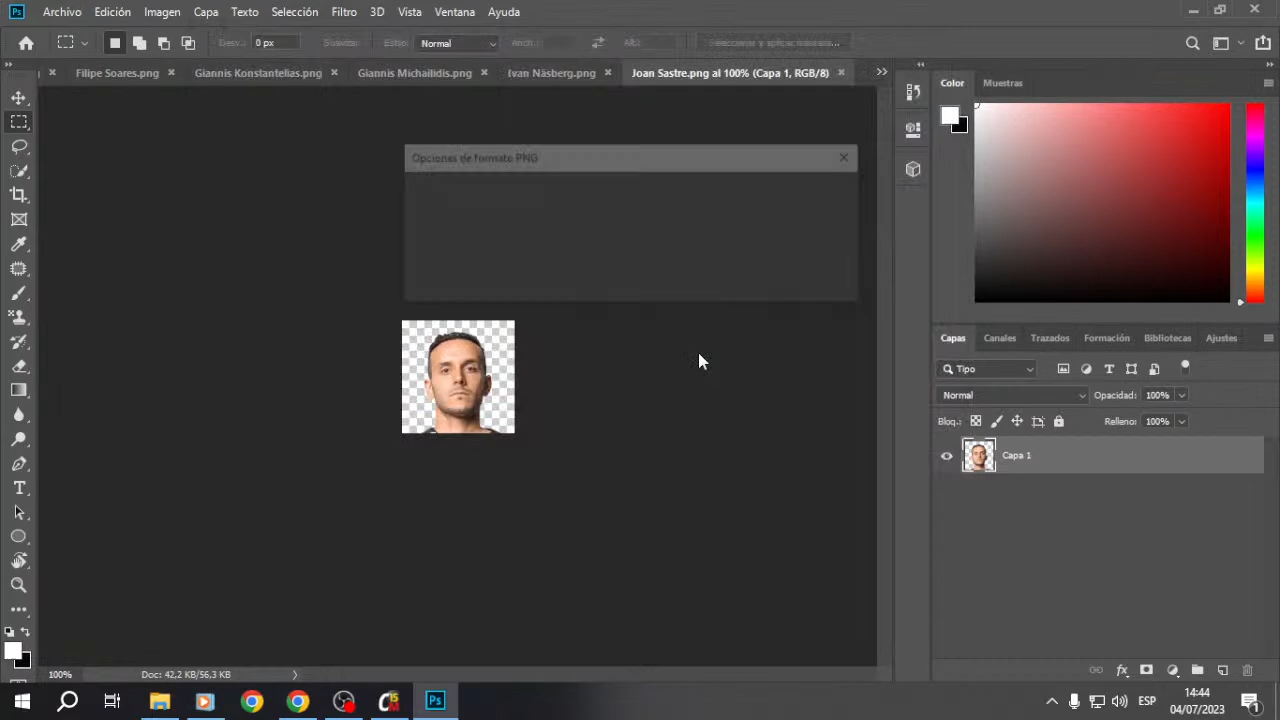 Ps Archivo Edición Imagen Capa Texto Selección Filtro 3D Vista Ventana Ayuda
Desv.: 0 px Suavizar Estilo: Normal Anch.: Alt.: Seleccionar y aplicar máscara...
Filipe Soares.png Giannis Konstantelias.png Giannis Michailidis.png Ivan Näsberg.png Joan Sastre.png al 100% (Capa 1, RGB/8)
Color Muestras
Opciones de formato PNG
Capas Canales Trazados Formación Bibliotecas Ajustes
Tipo
Normal Opacidad: 100%
Bloq.: Relleno: 100%
Capa 1
100% Doc: 42,2 KB/56,3 KB
Ps ESP 14:44
04/07/2023